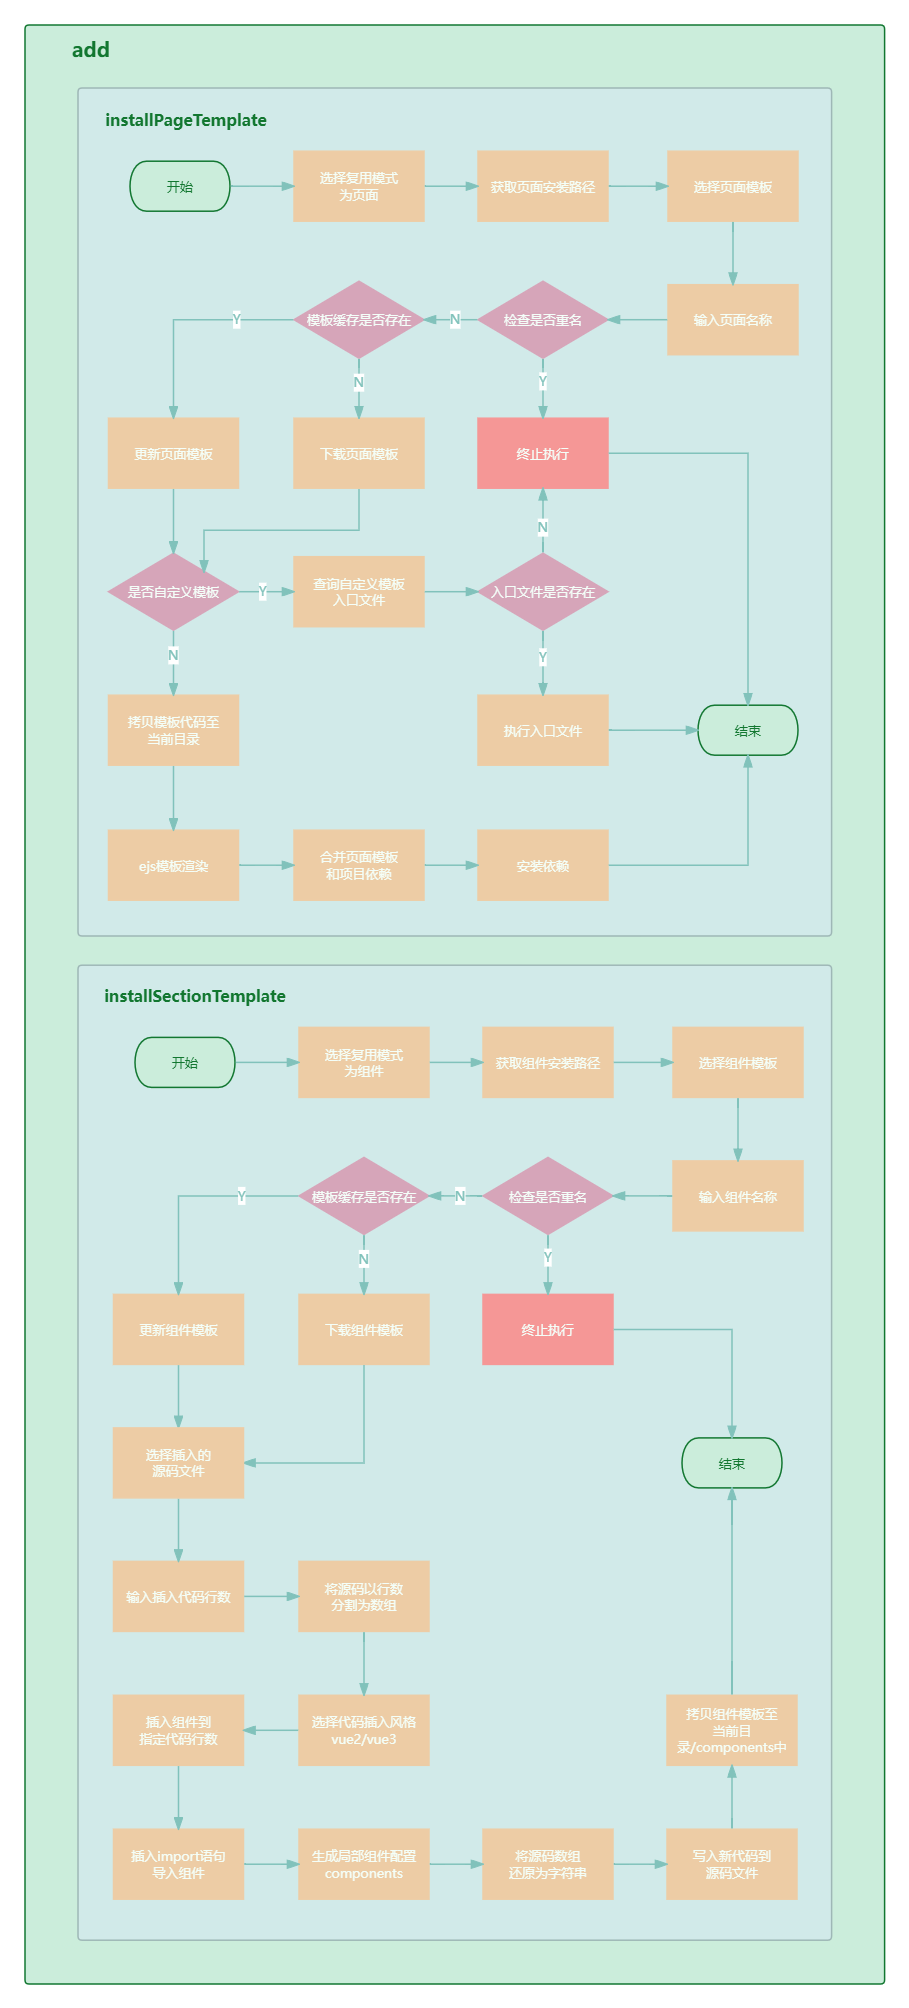 add
installPageTemplate
开始
选择复用模式
为页面
获取页面安装路径
选择页面模板
模板缓存是否存在
检查是否重名
输入页面名称
Y
N
N
Y
更新页面模板
下载页面模板
终止执行
N
是否自定义模板
Y
查询自定义模板
入口文件
入口文件是否存在
N
Y
拷贝模板代码至
当前目录
执行入口文件
结束
ejs模板渲染
合并页面模板
和项目依赖
安装依赖
installSectionTemplate
开始
选择复用模式
为组件
获取组件安装路径
选择组件模板
Y
模板缓存是否存在
N
检查是否重名
输入组件名称
N
Y
更新组件模板
下载组件模板
终止执行
选择插入的
源码文件
结束
输入插入代码行数
将源码以行数
分割为数组
插入组件到
指定代码行数
选择代码插入风格
vue2/vue3
拷贝组件模板至
当前目
录/components中
插入import语句
导入组件
生成局部组件配置
components
将源码数组
还原为字符串
写入新代码到
源码文件